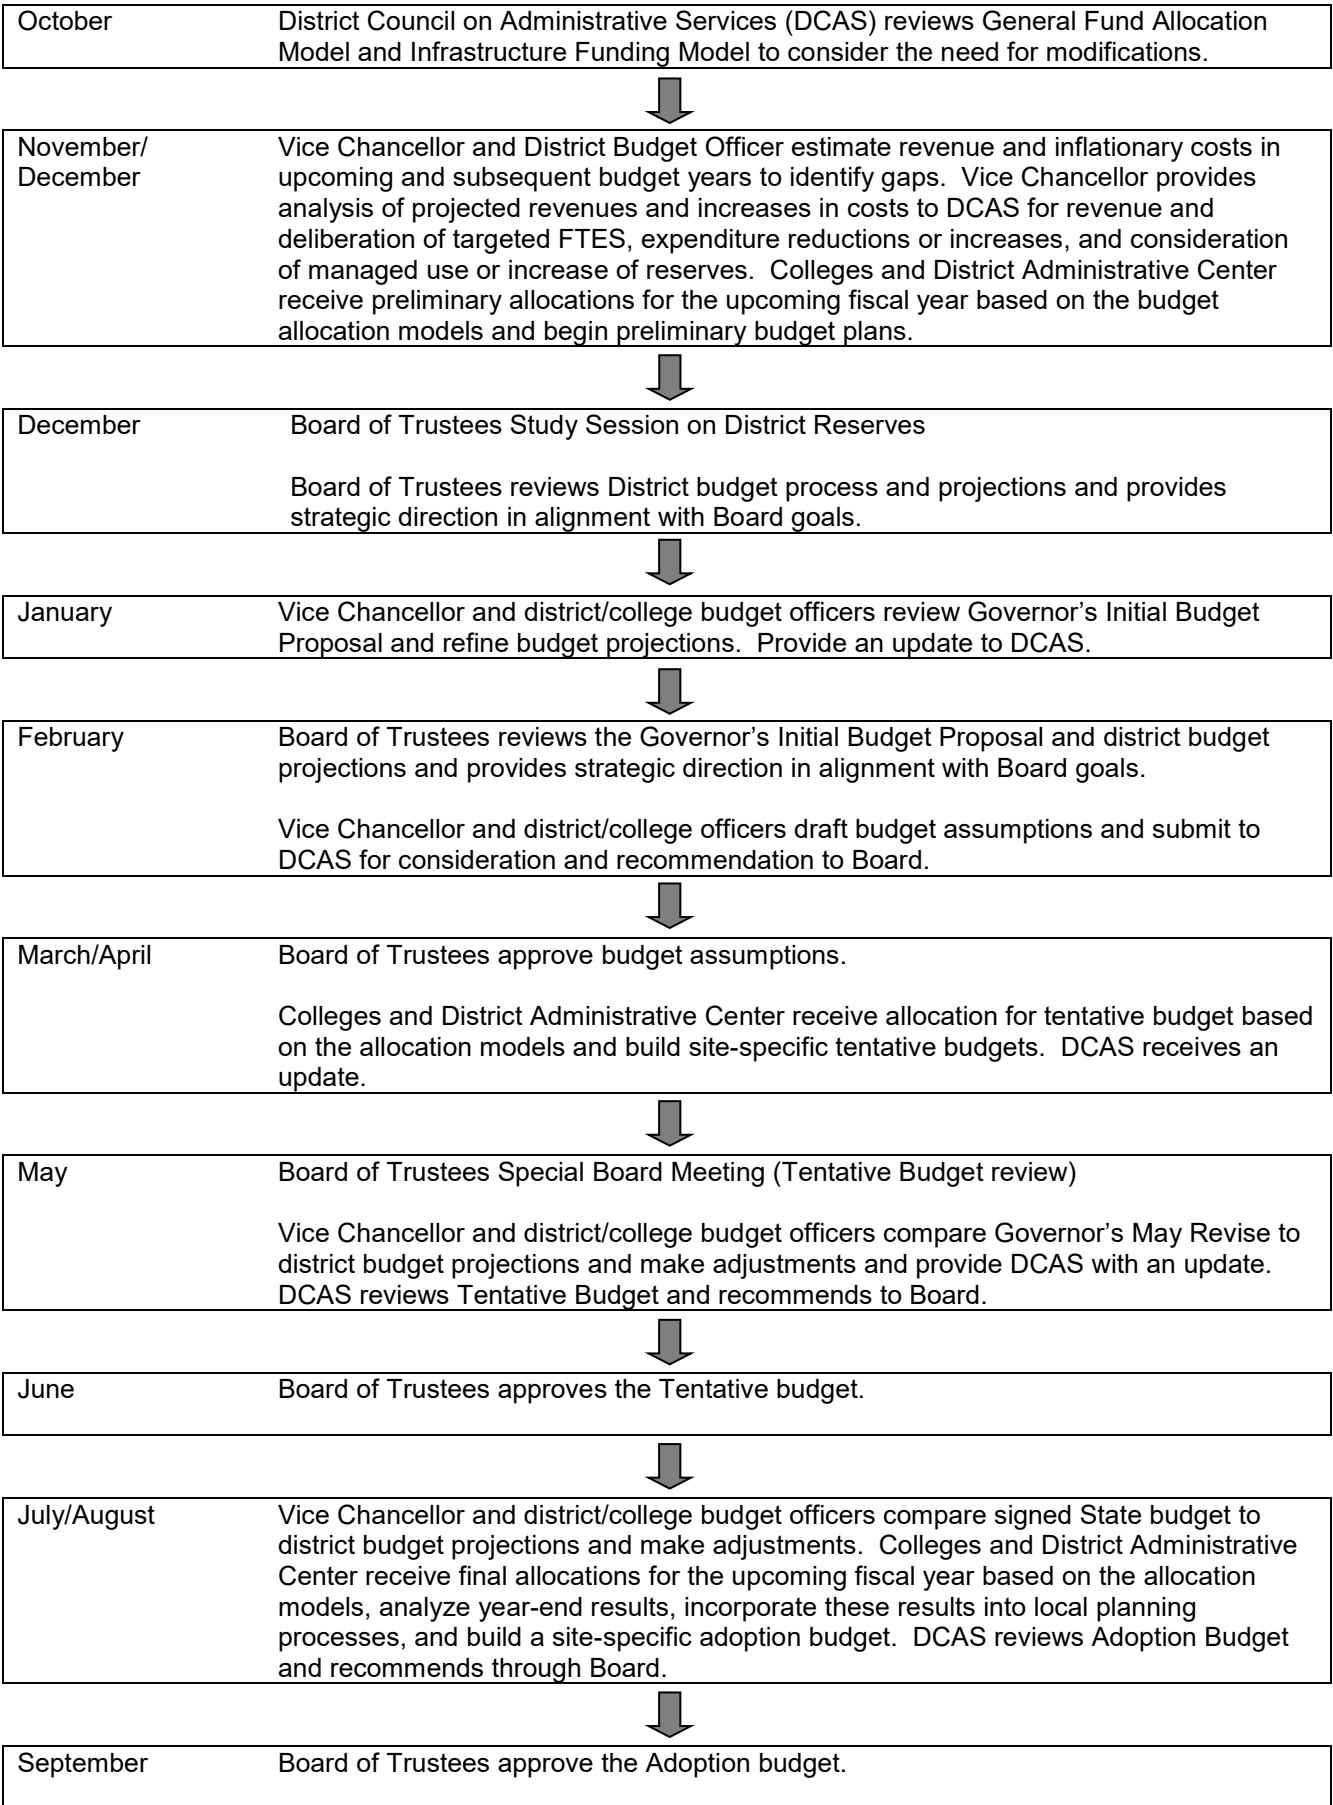 October District Council on Administrative Services (DCAS) reviews General Fund Allocation
Model and Infrastructure Funding Model to consider the need for modifications.
November/ Vice Chancellor and District Budget Officer estimate revenue and inflationary costs in
December upcoming and subsequent budget years to identify gaps. Vice Chancellor provides
analysis of projected revenues and increases in costs to DCAS for revenue and
deliberation of targeted FTES, expenditure reductions or increases, and consideration
of managed use or increase of reserves. Colleges and District Administrative Center
receive preliminary allocations for the upcoming fiscal year based on the budget
allocation models and begin preliminary budget plans.
December Board of Trustees Study Session on District Reserves
Board of Trustees reviews District budget process and projections and provides
strategic direction in alignment with Board goals.
January Vice Chancellor and district/college budget officers review Governor’s Initial Budget
Proposal and refine budget projections. Provide an update to DCAS.
February Board of Trustees reviews the Governor’s Initial Budget Proposal and district budget
projections and provides strategic direction in alignment with Board goals.
Vice Chancellor and district/college officers draft budget assumptions and submit to
DCAS for consideration and recommendation to Board.
March/April Board of Trustees approve budget assumptions.
Colleges and District Administrative Center receive allocation for tentative budget based
on the allocation models and build site-specific tentative budgets. DCAS receives an
update.
May Board of Trustees Special Board Meeting (Tentative Budget review)
Vice Chancellor and district/college budget officers compare Governor’s May Revise to
district budget projections and make adjustments and provide DCAS with an update.
DCAS reviews Tentative Budget and recommends to Board.
June Board of Trustees approves the Tentative budget.
July/August Vice Chancellor and district/college budget officers compare signed State budget to
district budget projections and make adjustments. Colleges and District Administrative
Center receive final allocations for the upcoming fiscal year based on the allocation
models, analyze year-end results, incorporate these results into local planning
processes, and build a site-specific adoption budget. DCAS reviews Adoption Budget
and recommends through Board.
September Board of Trustees approve the Adoption budget.